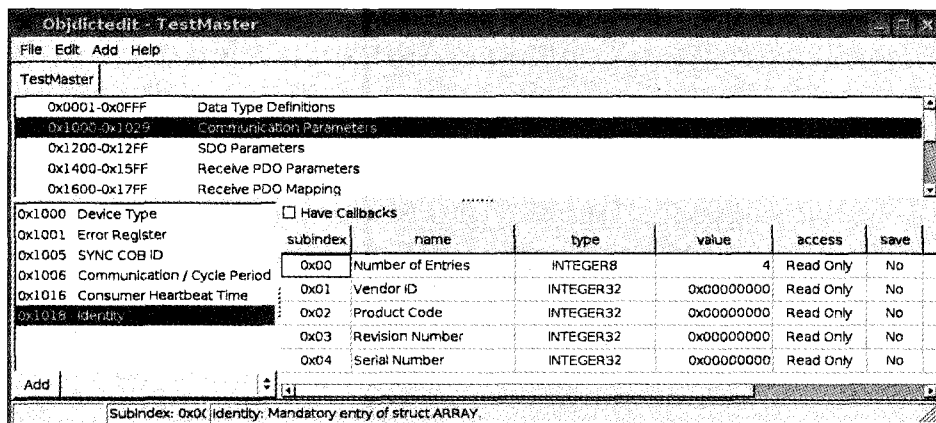 Objdictedit - TestMaster
File Edit Add Help
TestMaster
0x0001-0x0FFF Data Type Definitions
0x1000-0x1029 Communication Parameters
0x1200-0x12FF SDO Parameters
0x1400-0x15FF Receive PDO Parameters
0x1600-0x17FF Receive PDO Mapping
0x1000 Device Type
0x1001 Error Register
0x1005 SYNC COB ID
0x1006 Communication / Cycle Period
0x1016 Consumer Heartbeat Time
0x1018 Identity
Add
Have Callbacks
subindex name type value access save
0x00 Number of Entries INTEGER8 4 Read Only No
0x01 Vendor ID INTEGER32 0x00000000 Read Only No
0x02 Product Code INTEGER32 0x00000000 Read Only No
0x03 Revision Number INTEGER32 0x00000000 Read Only No
0x04 Serial Number INTEGER32 0x00000000 Read Only No
Subindex: 0x0( Identity: Mandatory entry of struct ARRAY.